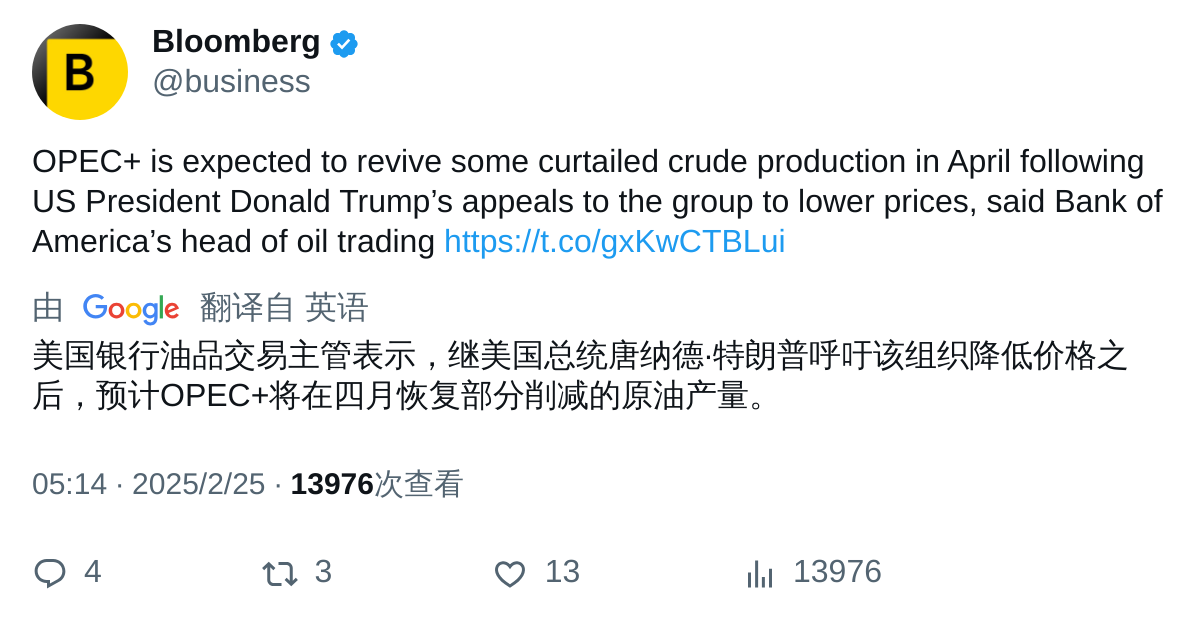 B
Bloomberg
@business
OPEC+ is expected to revive some curtailed crude production in April following
US President Donald Trump’s appeals to the group to lower prices, said Bank of
America’s head of oil trading https://t.co/gxKwCTBLui
由 Google 翻译自 英语
美国银行油品交易主管表示，继美国总统唐纳德·特朗普呼吁该组织降低价格之
后，预计OPEC+将在四月恢复部分削减的原油产量。
05:14 · 2025/2/25 · 13976次查看
4 3 13 13976